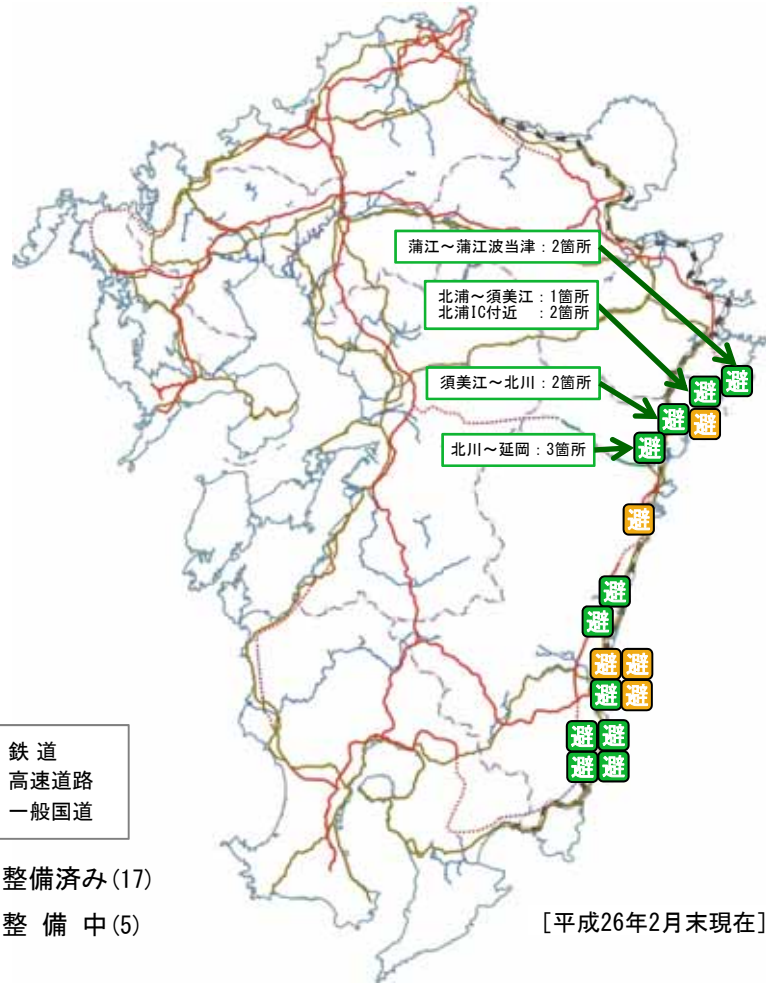 蒲江～蒲江波当津：2箇所
北浦～須美江：1箇所
北浦IC付近　：2箇所
須美江～北川：2箇所
北川～延岡：3箇所
避
避
避
避
避
避
避
避
避 避
避 避
避 避
避 避
鉄 道
高速道路
一般国道
整備済み(17)
整 備 中(5)
[平成26年2月末現在]